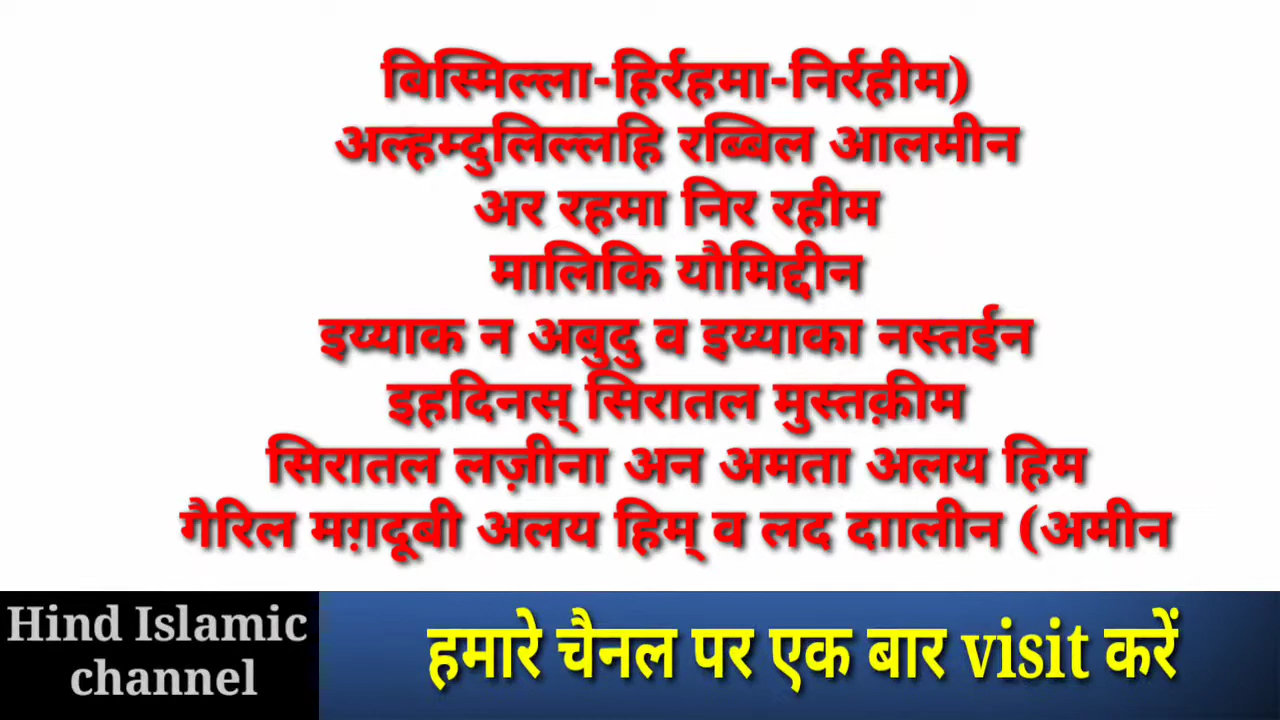 बिस्मिल्ला-हिर्रहमा-निर्रहीम)
अल्हम्दुलिल्लहि रब्बिल आलमीन
अर रहमा निर रहीम
मालिकि यौमिद्दीन
इय्याक न अबुदु व इय्याका नस्तईन
इहदिनस् सिरातल मुस्तक़ीम
सिरातल लज़ीना अन अमता अलय हिम
गैरिल मग़दूबी अलय हिम् व लद दाालीन (अमीन
Hind Islamic
channel
हमारे चैनल पर एक बार visit करें